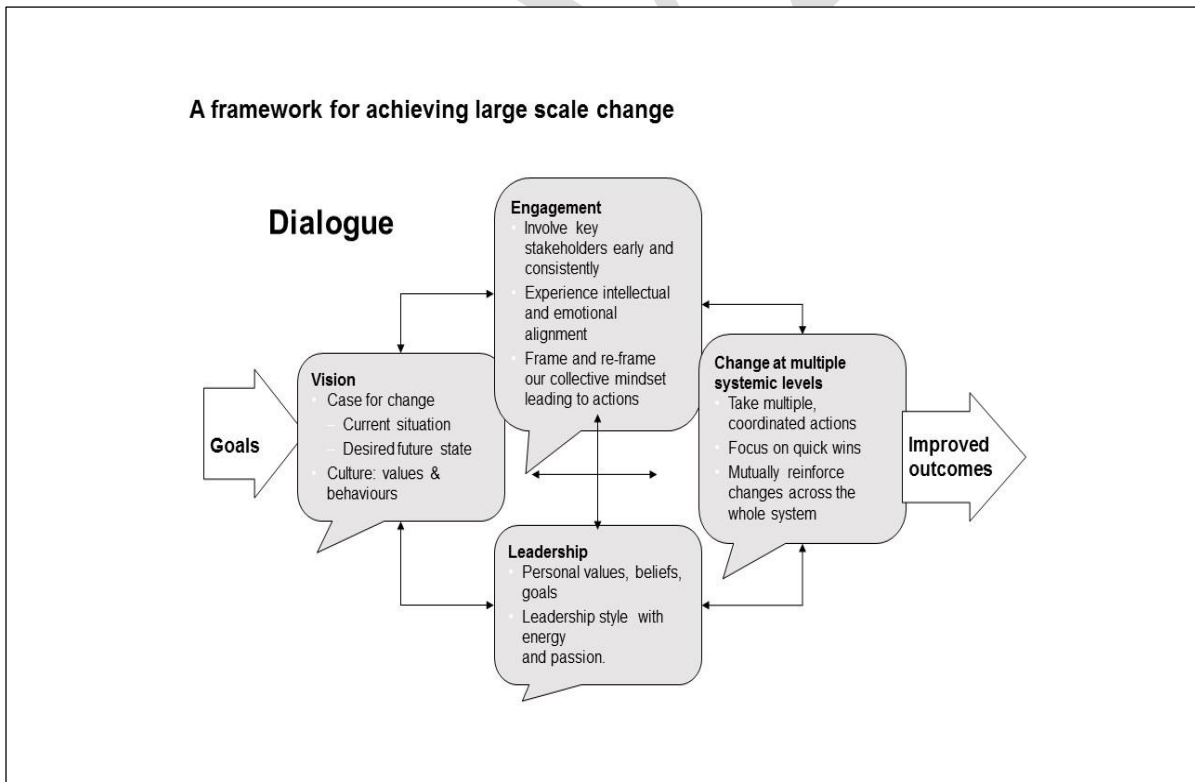 A framework for achieving large scale change
Dialogue
Goals
Vision
Case for change
– Current situation
– Desired future state
Culture: values &
behaviours
Engagement
Involve key
stakeholders early and
consistently
Experience intellectual
and emotional
alignment
Frame and re-frame
our collective mindset
leading to actions
Leadership
Personal values, beliefs,
goals
Leadership style with
energy
and passion.
Change at multiple
systemic levels
Take multiple,
coordinated actions
Focus on quick wins
Mutually reinforce
changes across the
whole system
Improved
outcomes